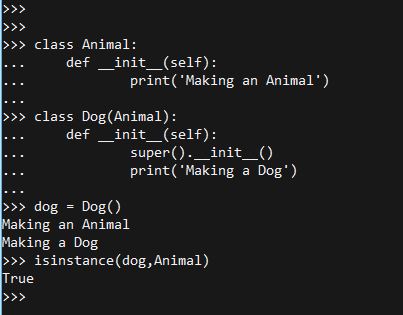 >>>
>>>
>>> class Animal:
...     def __init__(self):
...             print('Making an Animal')
...
>>> class Dog(Animal):
...     def __init__(self):
...             super().__init__()
...             print('Making a Dog')
...
>>> dog = Dog()
Making an Animal
Making a Dog
>>> isinstance(dog,Animal)
True
>>>